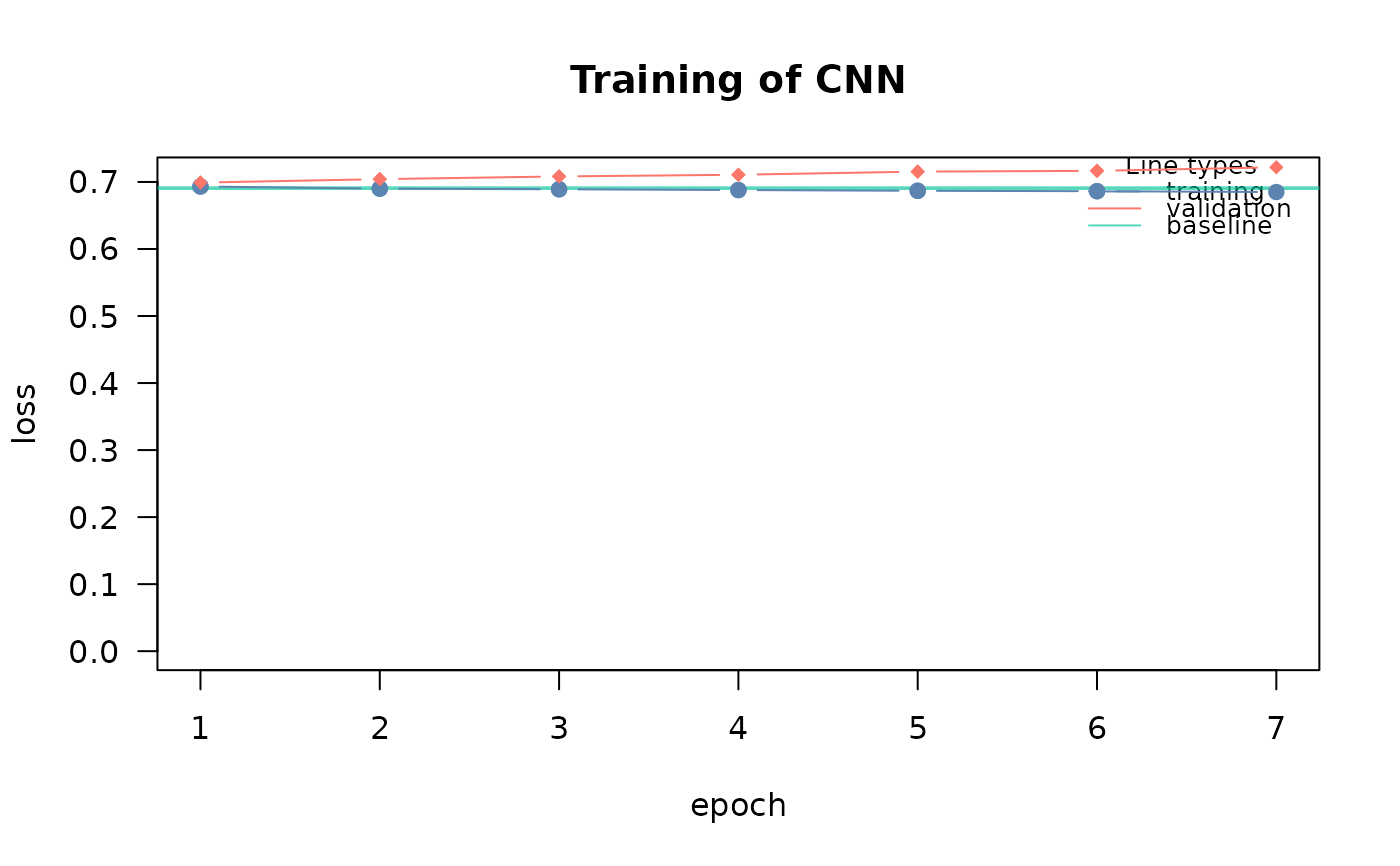 Training of CNN
Line types
training
validation
baseline
0.7
0.6
0.5
0.4
0.3
0.2
0.1
0.0
loss
1 2 3 4 5 6 7
epoch